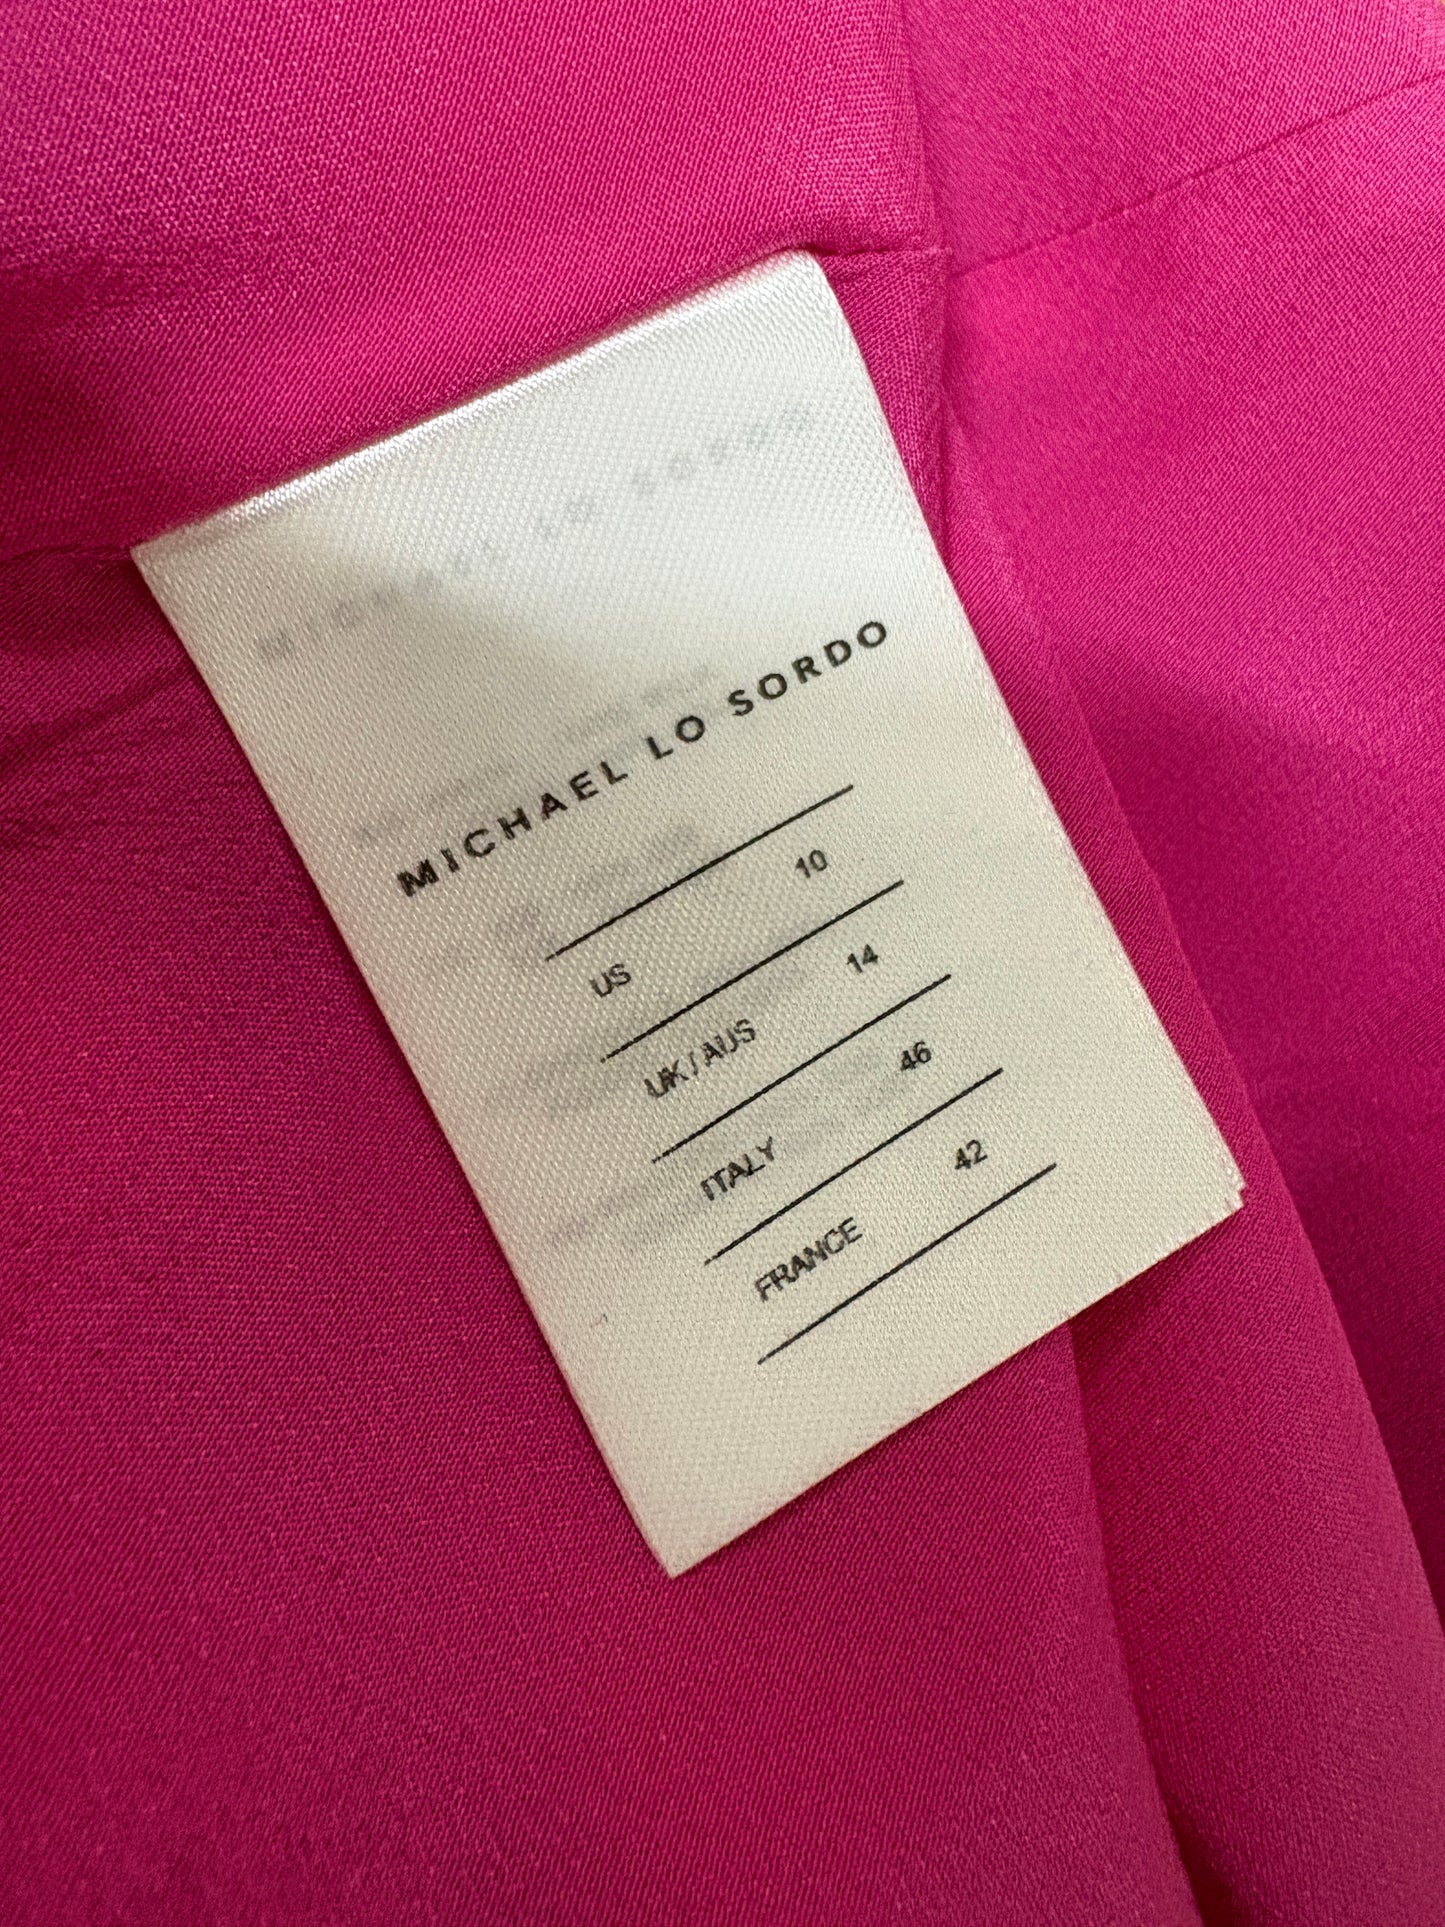 MICHAEL LO SORDO
US 10
UK/AUS 14
ITALY 46
FRANCE 42